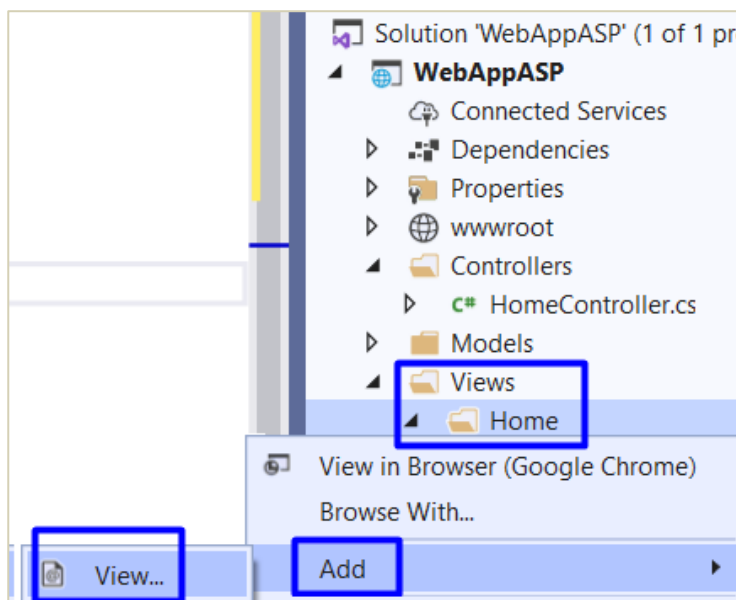 Solution 'WebAppASP' (1 of 1 pr
WebAppASP
Connected Services
Dependencies
Properties
wwwroot
Controllers
C# HomeController.cs
Models
Views
Home
View in Browser (Google Chrome)
Browse With...
Add
View...